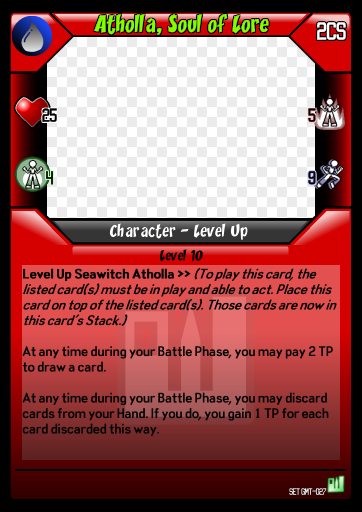 Atholla, Soul of Lore
2CS
25
5
4
9
Character - Level Up
Level 10
Level Up Seawitch Atholla >> (To play this card, the
listed card(s) must be in play and able to act. Place this
card on top of the listed card(s). Those cards are now in
this card's Stack.)
At any time during your Battle Phase, you may pay 2 TP
to draw a card.
At any time during your Battle Phase, you may discard
cards from your Hand. If you do, you gain 1 TP for each
card discarded this way.
SET GMT-027